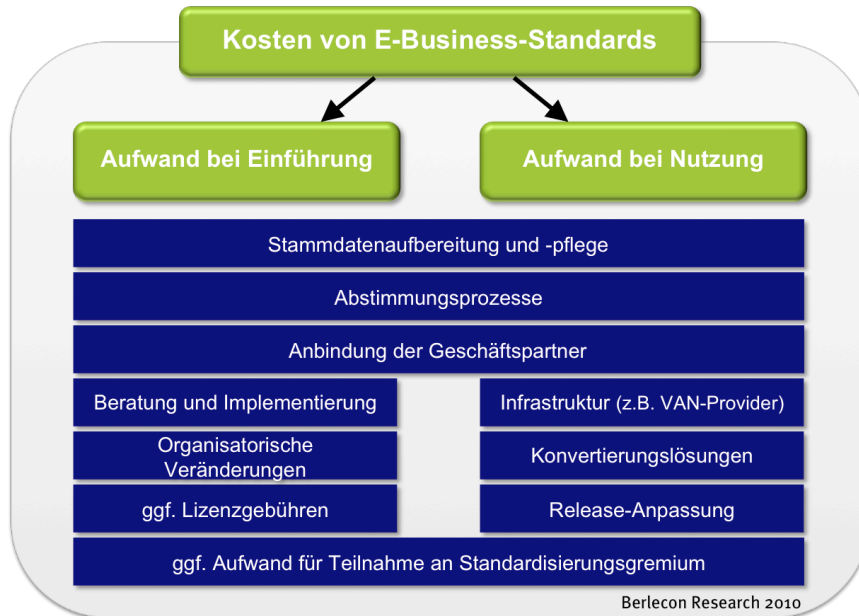 Kosten von E-Business-Standards
Aufwand bei Einführung
Aufwand bei Nutzung
Stammdatenaufbereitung und -pflege
Abstimmungsprozesse
Anbindung der Geschäftspartner
Beratung und Implementierung
Infrastruktur (z.B. VAN-Provider)
Organisatorische
Veränderungen
Konvertierungslösungen
ggf. Lizenzgebühren
Release-Anpassung
ggf. Aufwand für Teilnahme an Standardisierungsgremium
Berlecon Research 2010